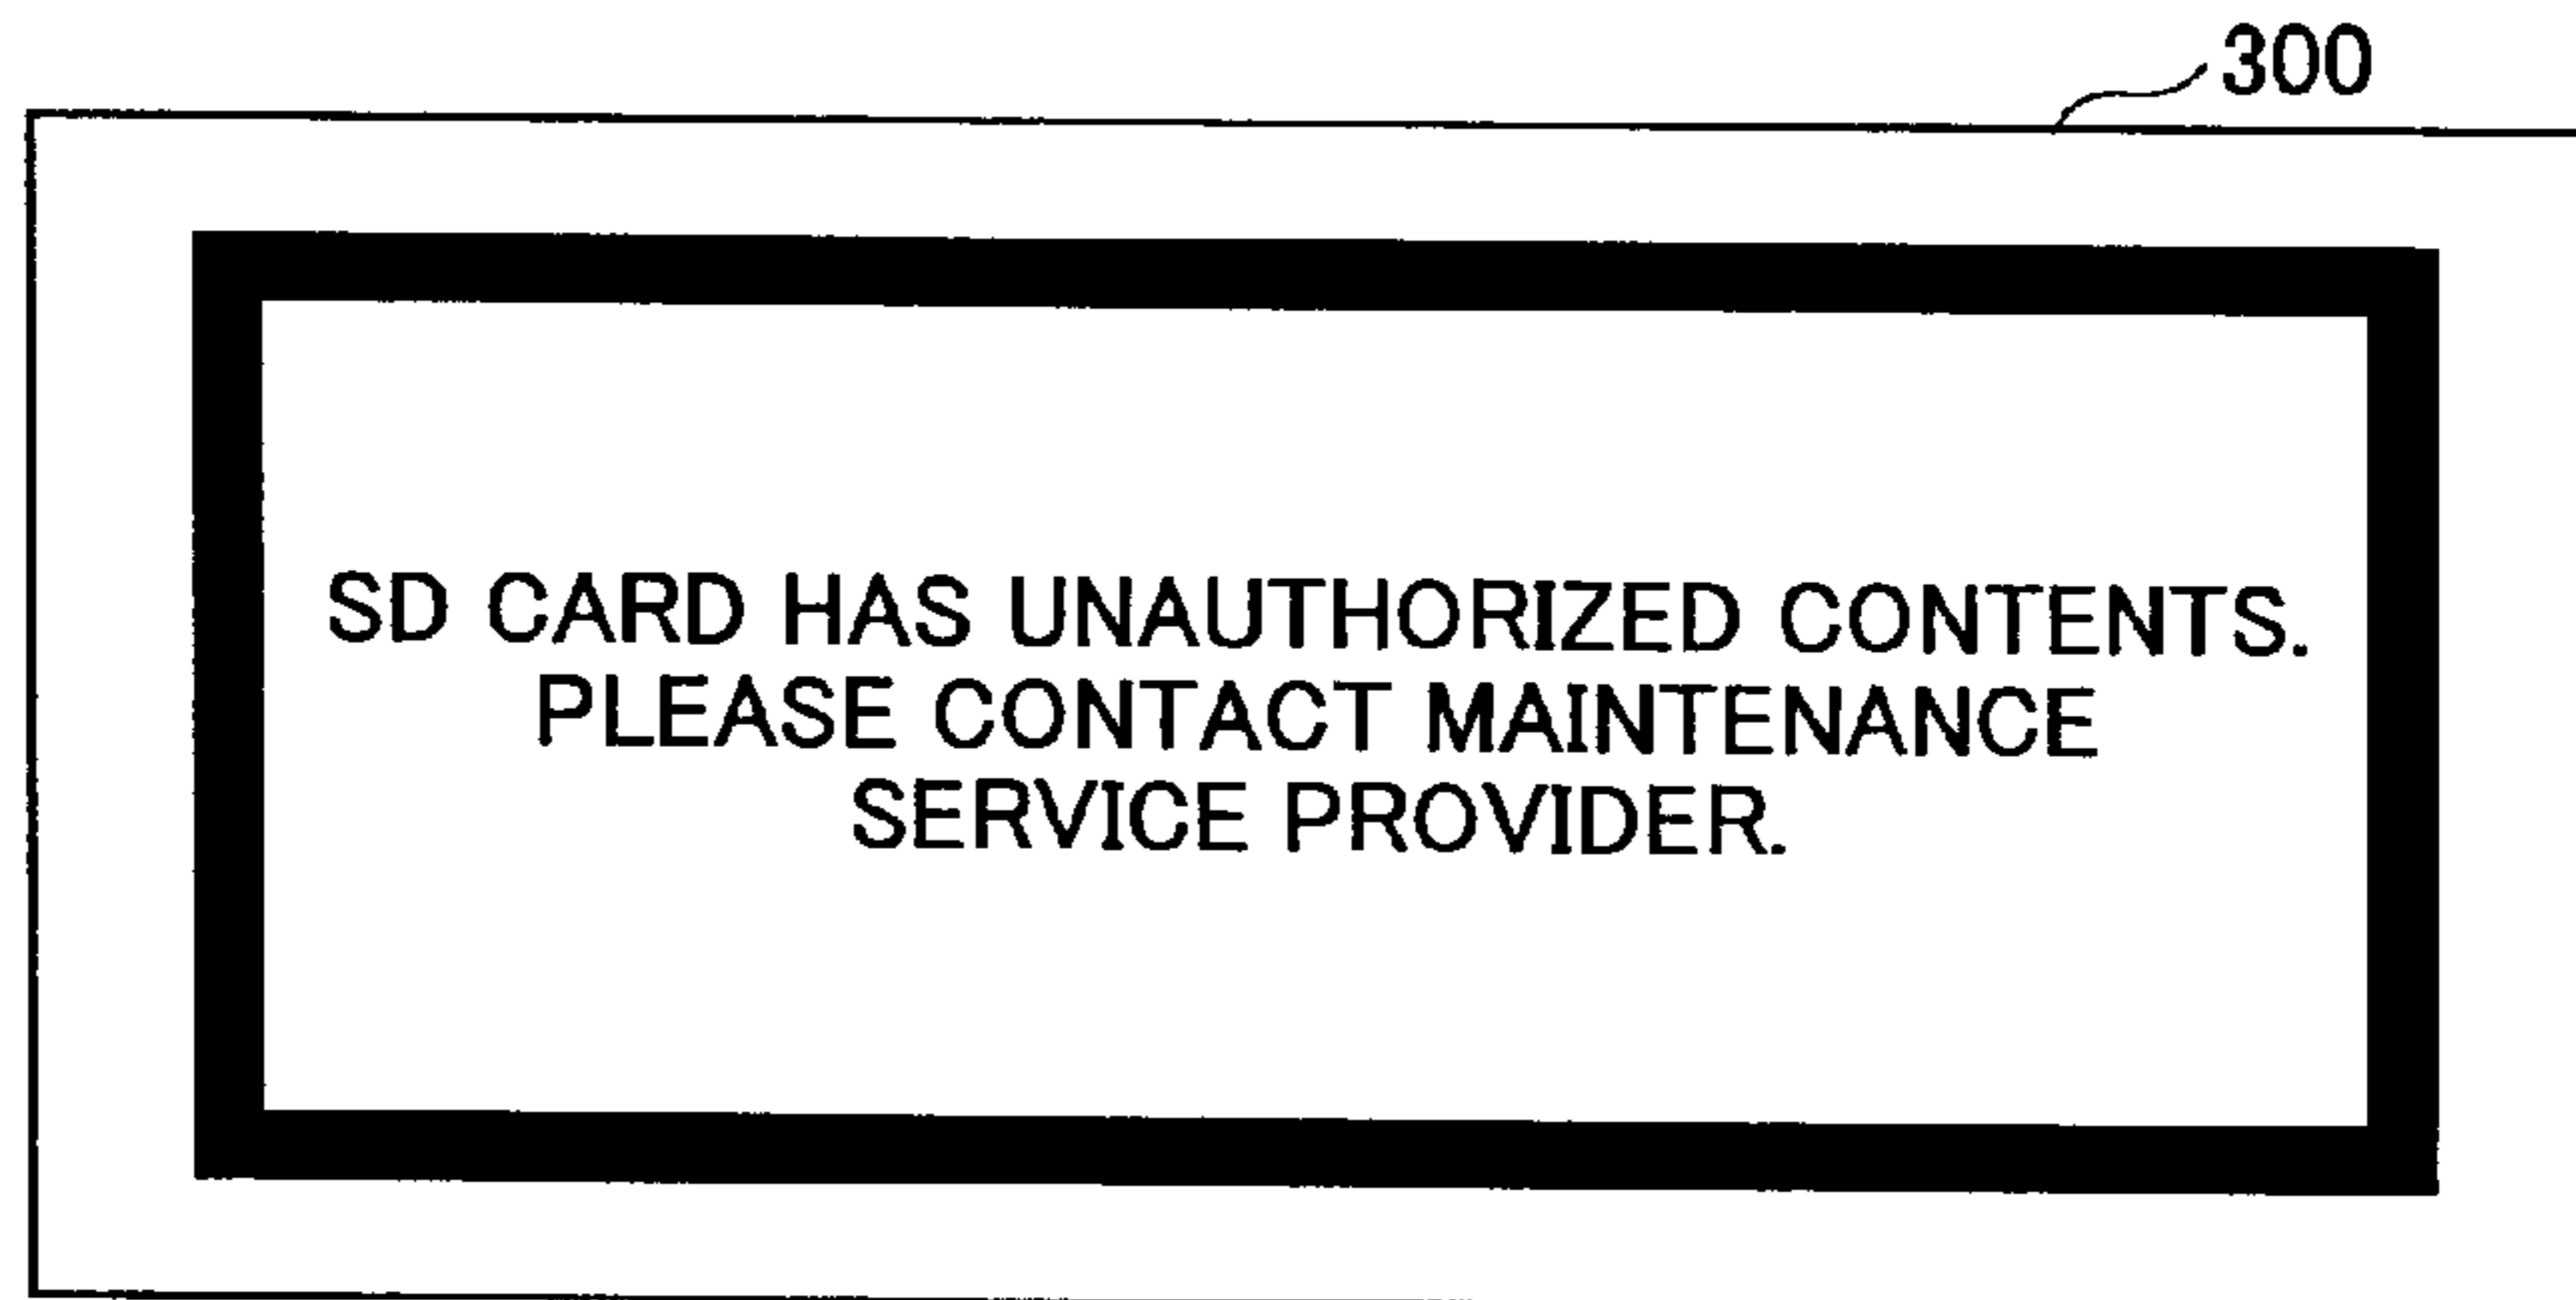 300
SD CARD HAS UNAUTHORIZED CONTENTS.
PLEASE CONTACT MAINTENANCE
SERVICE PROVIDER.